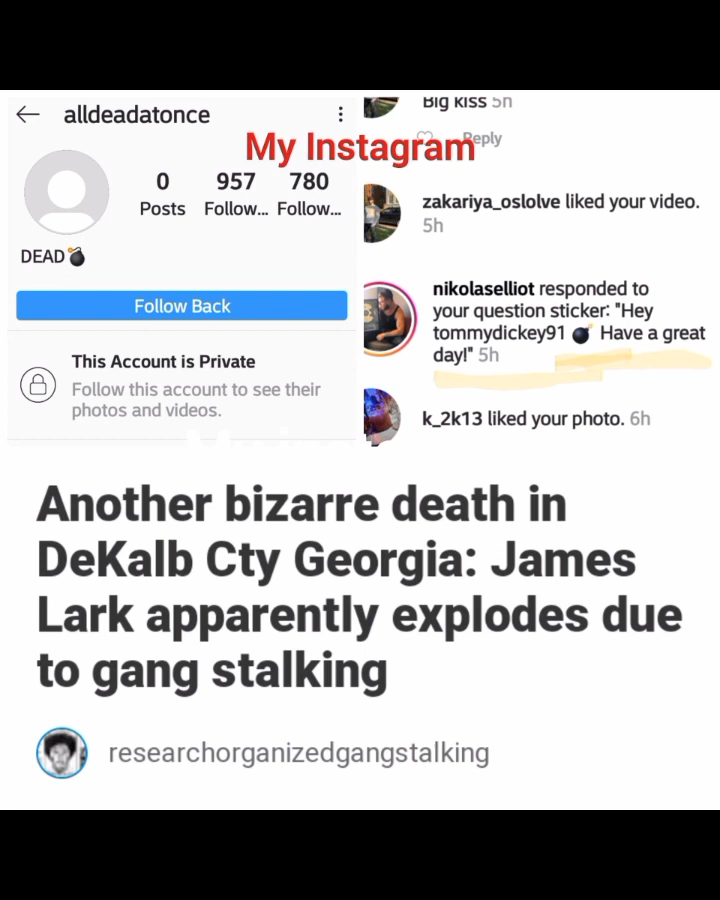 alldeadatonce
My Instagram
0 957 780
Posts Follow... Follow...
DEAD💣
Follow Back
This Account is Private
Follow this account to see their
photos and videos.
Big kiss 5h
Reply
zakariya_oslolve liked your video.
5h
nikolaselliot responded to
your question sticker: "Hey
tommydickey91 💣 Have a great
day!" 5h
k_2k13 liked your photo. 6h
Another bizarre death in
DeKalb Cty Georgia: James
Lark apparently explodes due
to gang stalking
researchorganizedgangstalking